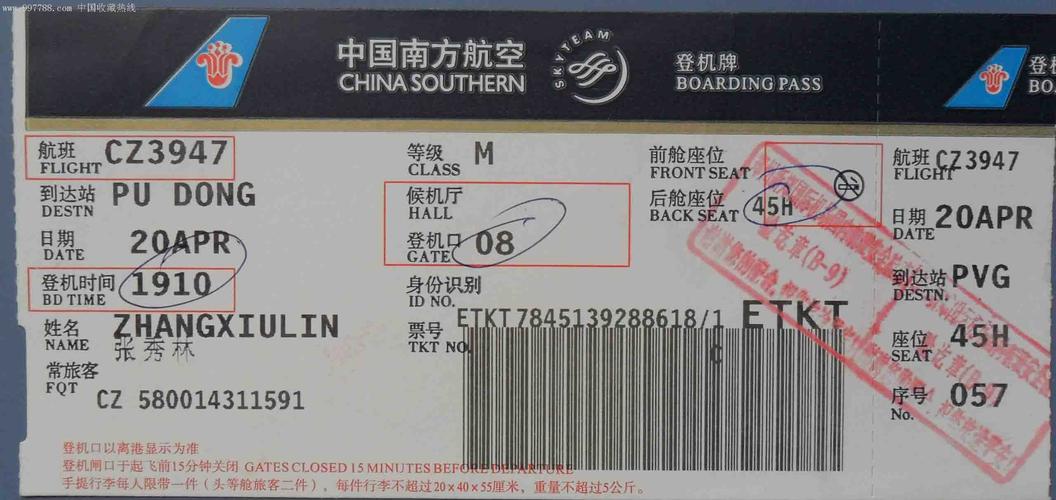 www.997788.com 中国收藏热线
中国南方航空
CHINA SOUTHERN
SKYTEAM
登机牌
BOARDING PASS
航班 CZ3947
FLIGHT
到达站 PU DONG
DESTN
日期 20APR
DATE
登机时间 1910
BD TIME
姓名 ZHANGXIULIN
NAME 张秀林
常旅客
FQT
CZ 580014311591
等级 M
CLASS
候机厅
HALL
登机口 08
GATE
身份识别
ID NO.
票号 ETKT7845139288618/1 ETKT
TKT NO.
C
前舱座位
FRONT SEAT
后舱座位 45H
BACK SEAT
登机口以离港显示为准
登机闸口于起飞前15分钟关闭 GATES CLOSED 15 MINUTES BEFORE DEPARTURE
手提行李每人限带一件（头等舱旅客二件），每件行李不超过20×40×55厘米，重量不超过5公斤。
登
BO
航班 CZ3947
FLIGHT
日期 20APR
DATE
到达站 PVG
DESTN.
座位 45H
SEAT
序号 057
No.